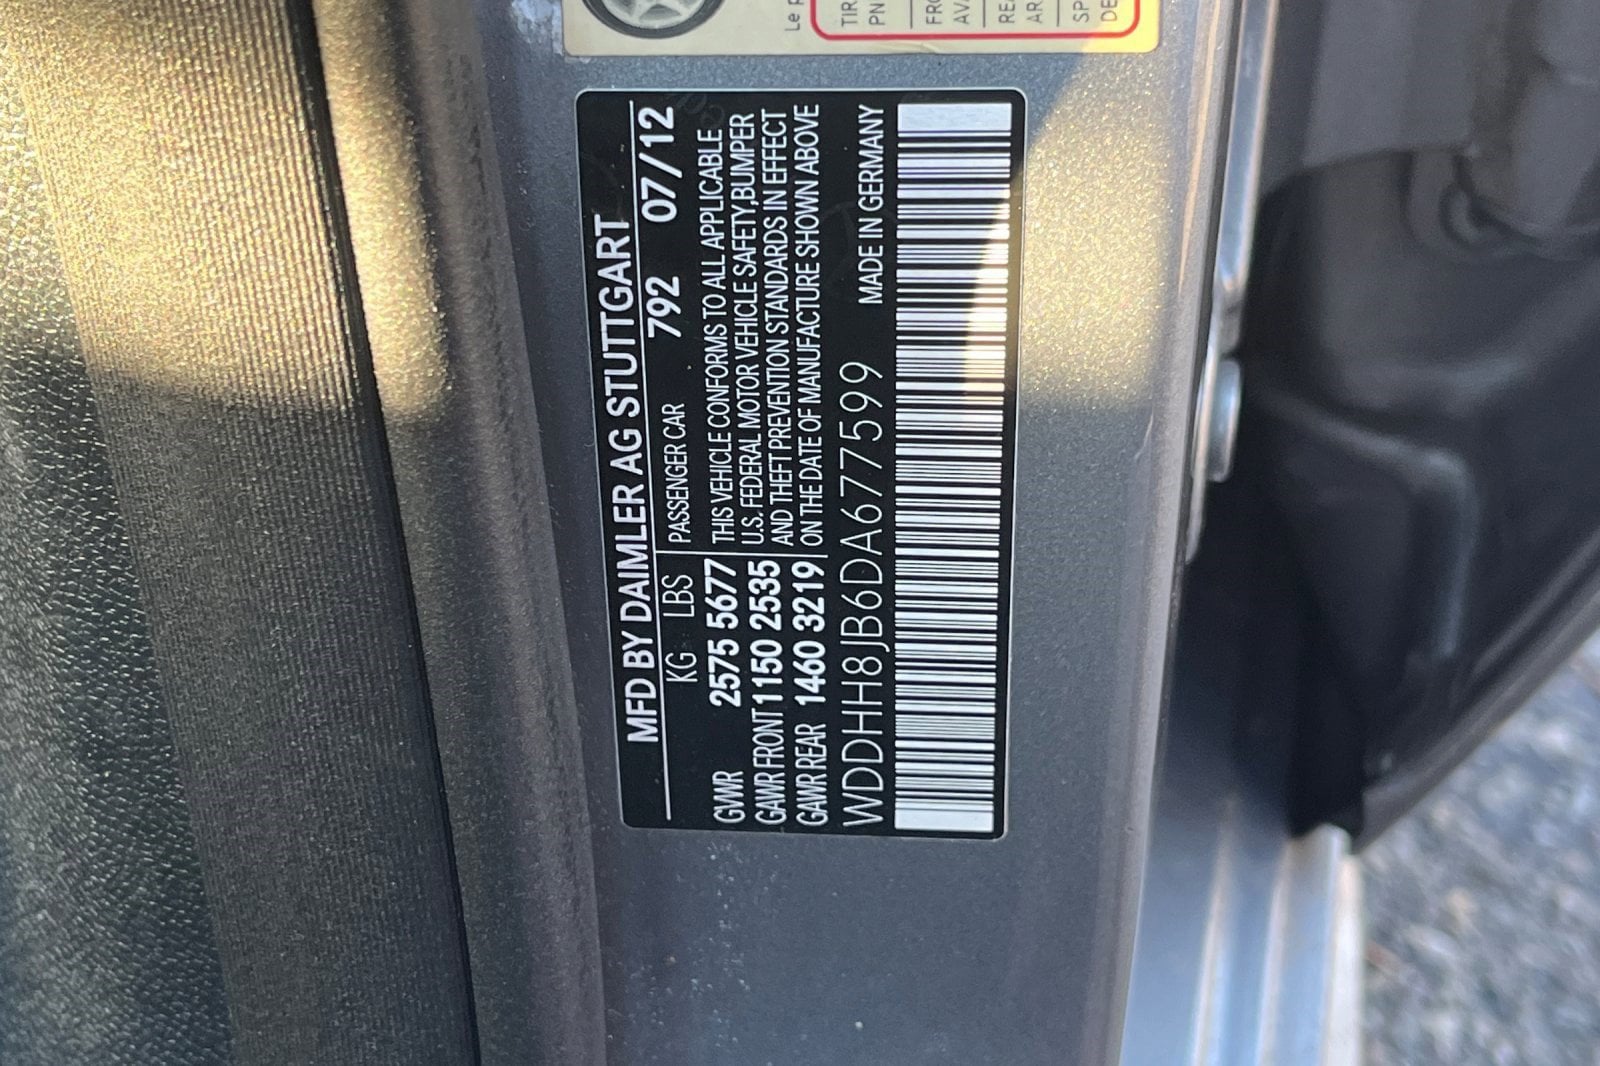 MFD BY DAIMLER AG STUTTGART
KG LBS PASSENGER CAR 792 07/12
GVWR 2575 5677
GAWR FRONT 1150 2535
GAWR REAR 1460 3219
THIS VEHICLE CONFORMS TO ALL APPLICABLE
U.S. FEDERAL MOTOR VEHICLE SAFETY,BUMPER
AND THEFT PREVENTION STANDARDS IN EFFECT
ON THE DATE OF MANUFACTURE SHOWN ABOVE
WDDHH8JB6DA677599 MADE IN GERMANY